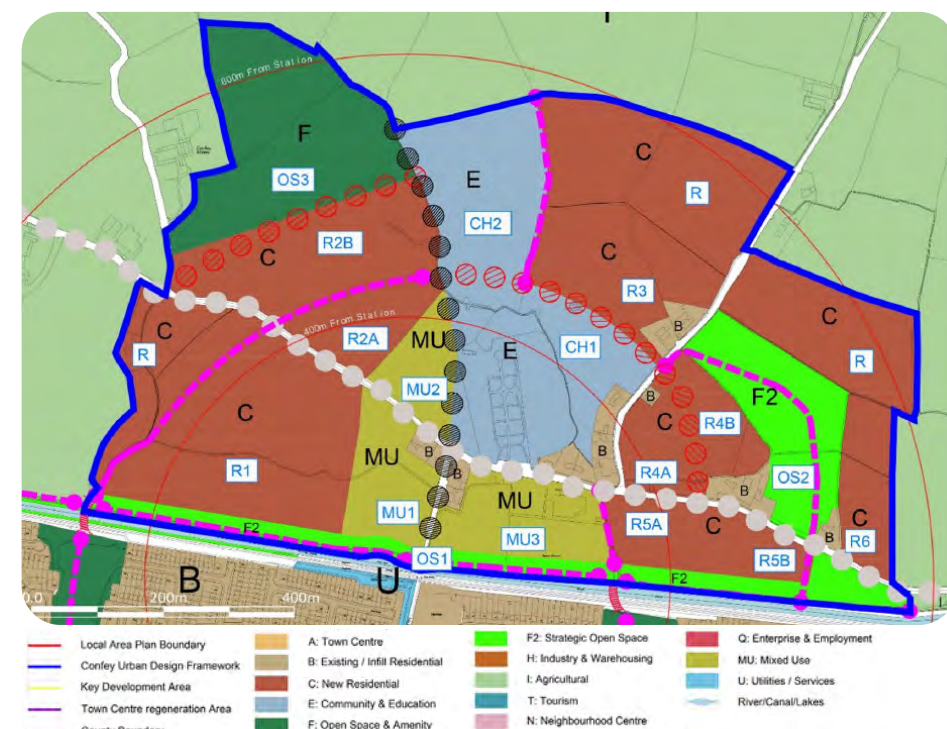 600m From Station
F
C
OS3
E
R
CH2
R2B
C
C
R3
C
400m From Station
R2A
MU
B
C
R
E
CH1
R
MU2
B
F2
C
C
R4B
MU
B
B
R1
R4A
B
OS2
MU
MU1
R5A
C
C
B
F2
MU3
R6
OS1
R5B
B
U
F2
0.0
200m
400m
I
Local Area Plan Boundary
Confey Urban Design Framework
Key Development Area
Town Centre regeneration Area
County Boundary
A: Town Centre
B: Existing / Infill Residential
C: New Residential
E: Community & Education
F: Open Space & Amenity
F2: Strategic Open Space
H: Industry & Warehousing
I: Agricultural
T: Tourism
N: Neighbourhood Centre
Q: Enterprise & Employment
MU: Mixed Use
U: Utilities / Services
River/Canal/Lakes